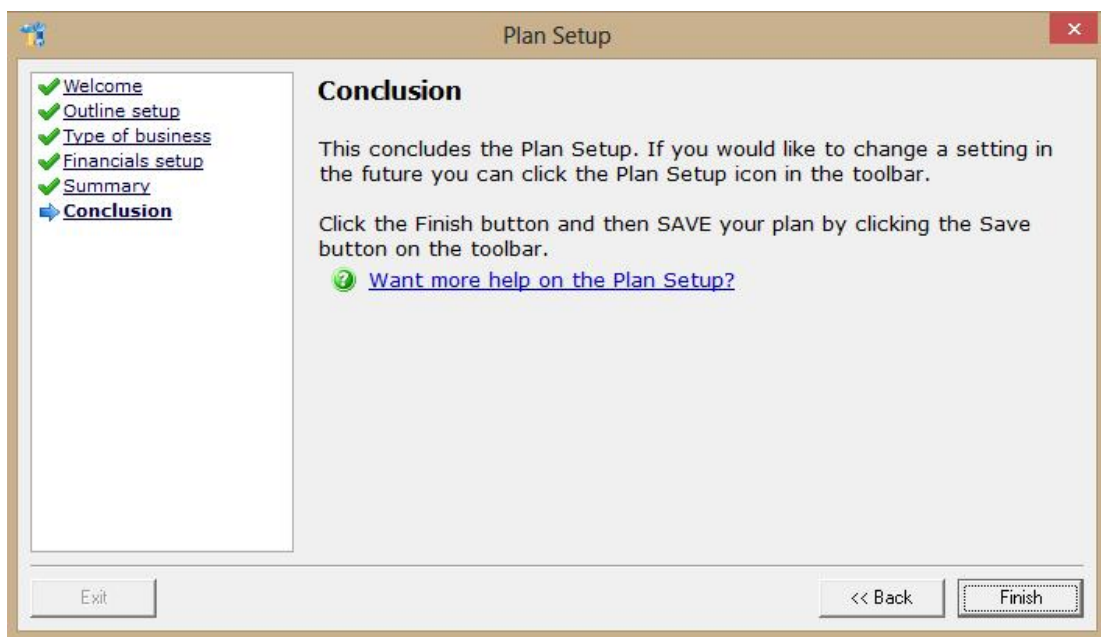 Plan Setup
Welcome
Outline setup
Type of business
Financials setup
Summary
Conclusion
Conclusion
This concludes the Plan Setup. If you would like to change a setting in
the future you can click the Plan Setup icon in the toolbar.
Click the Finish button and then SAVE your plan by clicking the Save
button on the toolbar.
Want more help on the Plan Setup?
Exit
<< Back
Finish